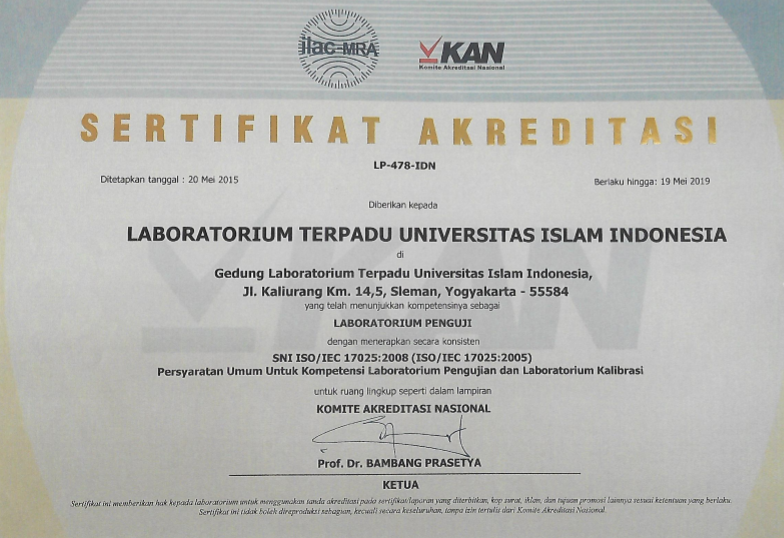 ilac-MRA
KAN
Komite Akreditasi Nasional
SERTIFIKAT AKREDITASI
LP-478-IDN
Ditetapkan tanggal : 20 Mei 2015
Berlaku hingga: 19 Mei 2019
Diberikan kepada
LABORATORIUM TERPADU UNIVERSITAS ISLAM INDONESIA
di
Gedung Laboratorium Terpadu Universitas Islam Indonesia,
Jl. Kaliurang Km. 14,5, Sleman, Yogyakarta - 55584
yang telah menunjukkan kompetensinya sebagai
LABORATORIUM PENGUJI
dengan menerapkan secara konsisten
SNI ISO/IEC 17025:2008 (ISO/IEC 17025:2005)
Persyaratan Umum Untuk Kompetensi Laboratorium Pengujian dan Laboratorium Kalibrasi
untuk ruang lingkup seperti dalam lampiran
KOMITE AKREDITASI NASIONAL
Prof. Dr. BAMBANG PRASETYA
KETUA
Sertifikat ini memberikan hak kepada laboratorium untuk menggunakan tanda akreditasi pada sertifikat/laporan yang diterbitkan, kop surat, iklan, dan tujuan promosi lainnya sesuai ketentuan yang berlaku.
Sertifikat ini tidak boleh direproduksi sebagian, kecuali secara keseluruhan, tanpa izin tertulis dari Komite Akreditasi Nasional.
KAN